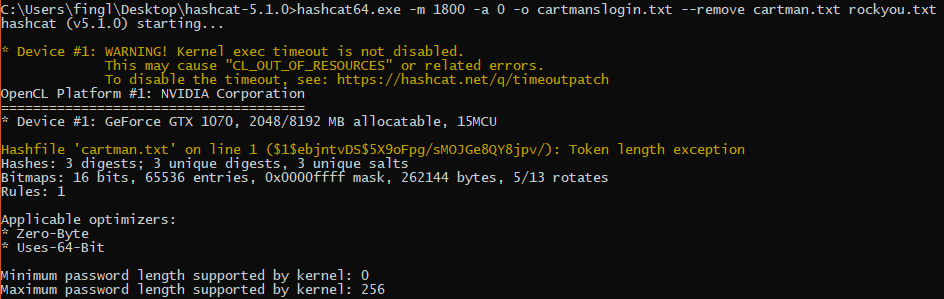 C:\Users\fingl\Desktop\hashcat-5.1.0>hashcat64.exe -m 1800 -a 0 -o cartmanslogin.txt --remove cartman.txt rockyou.txt
hashcat (v5.1.0) starting...
* Device #1: WARNING! Kernel exec timeout is not disabled.
This may cause "CL_OUT_OF_RESOURCES" or related errors.
To disable the timeout, see: https://hashcat.net/q/timeoutpatch
OpenCL Platform #1: NVIDIA Corporation
======================================
* Device #1: GeForce GTX 1070, 2048/8192 MB allocatable, 15MCU
Hashfile 'cartman.txt' on line 1 ($1$ebjntvDS$5X9oFpg/sMOJGe8QY8jpv/): Token length exception
Hashes: 3 digests; 3 unique digests, 3 unique salts
Bitmaps: 16 bits, 65536 entries, 0x0000ffff mask, 262144 bytes, 5/13 rotates
Rules: 1
Applicable optimizers:
* Zero-Byte
* Uses-64-Bit
Minimum password length supported by kernel: 0
Maximum password length supported by kernel: 256